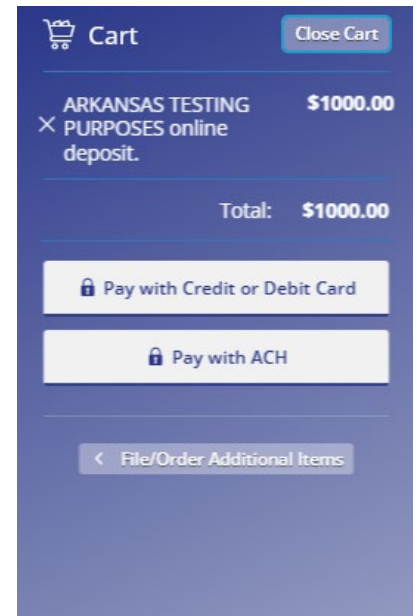 Cart
Close Cart
ARKANSAS TESTING $1000.00
PURPOSES online
deposit.
Total: $1000.00
Pay with Credit or Debit Card
Pay with ACH
File/Order Additional Items